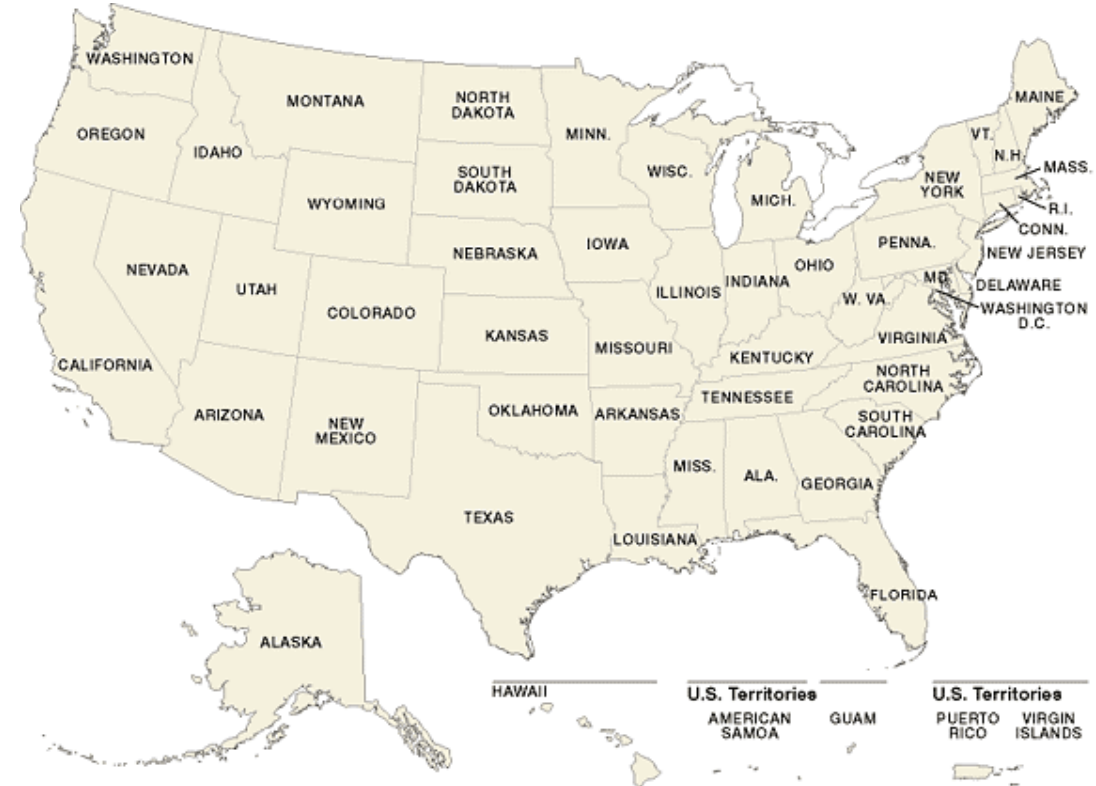 WASHINGTON
MONTANA
NORTH
DAKOTA
MINN.
OREGON
IDAHO
WYOMING
SOUTH
DAKOTA
WISC.
MICH.
NEW
YORK
VT.
N.H.
MAINE
MASS.
R.I.
CONN.
NEVADA
UTAH
COLORADO
NEBRASKA
IOWA
ILLINOIS
INDIANA
OHIO
PENNA.
NEW JERSEY
MD.
DELAWARE
WASHINGTON
D.C.
W. VA.
VIRGINIA
CALIFORNIA
KANSAS
MISSOURI
KENTUCKY
ARIZONA
NEW
MEXICO
OKLAHOMA
ARKANSAS
TENNESSEE
NORTH
CAROLINA
SOUTH
CAROLINA
MISS.
ALA.
GEORGIA
TEXAS
LOUISIANA
FLORIDA
ALASKA
HAWAII
U.S. Territories
AMERICAN
SAMOA
GUAM
U.S. Territories
PUERTO
RICO
VIRGIN
ISLANDS